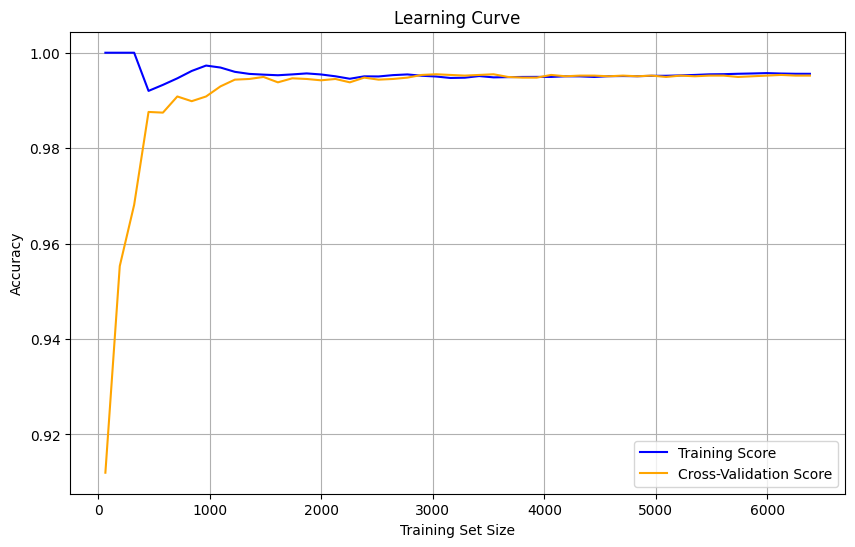 Learning Curve
1.00
0.98
0.96
0.94
0.92
Accuracy
0
1000
2000
3000
4000
5000
6000
Training Set Size
Training Score
Cross-Validation Score